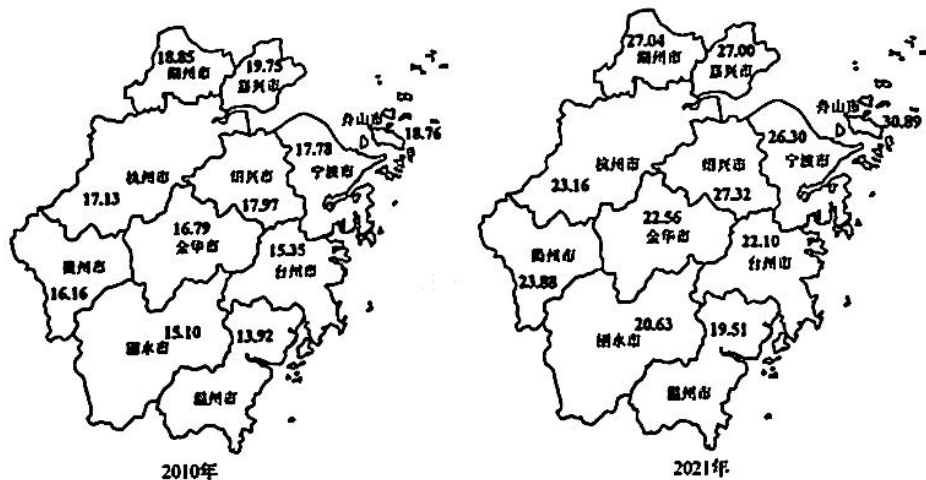 18.85
湖州市
19.75
嘉兴市
舟山市
18.76
17.78
宁波市
杭州市
17.13
绍兴市
17.97
16.79
金华市
15.35
台州市
衢州市
16.16
15.10
丽水市
13.92
温州市
2010年
27.04
湖州市
27.00
嘉兴市
舟山市
30.89
26.30
宁波市
杭州市
23.16
绍兴市
27.32
22.56
金华市
22.10
台州市
衢州市
23.88
20.63
丽水市
19.51
温州市
2021年